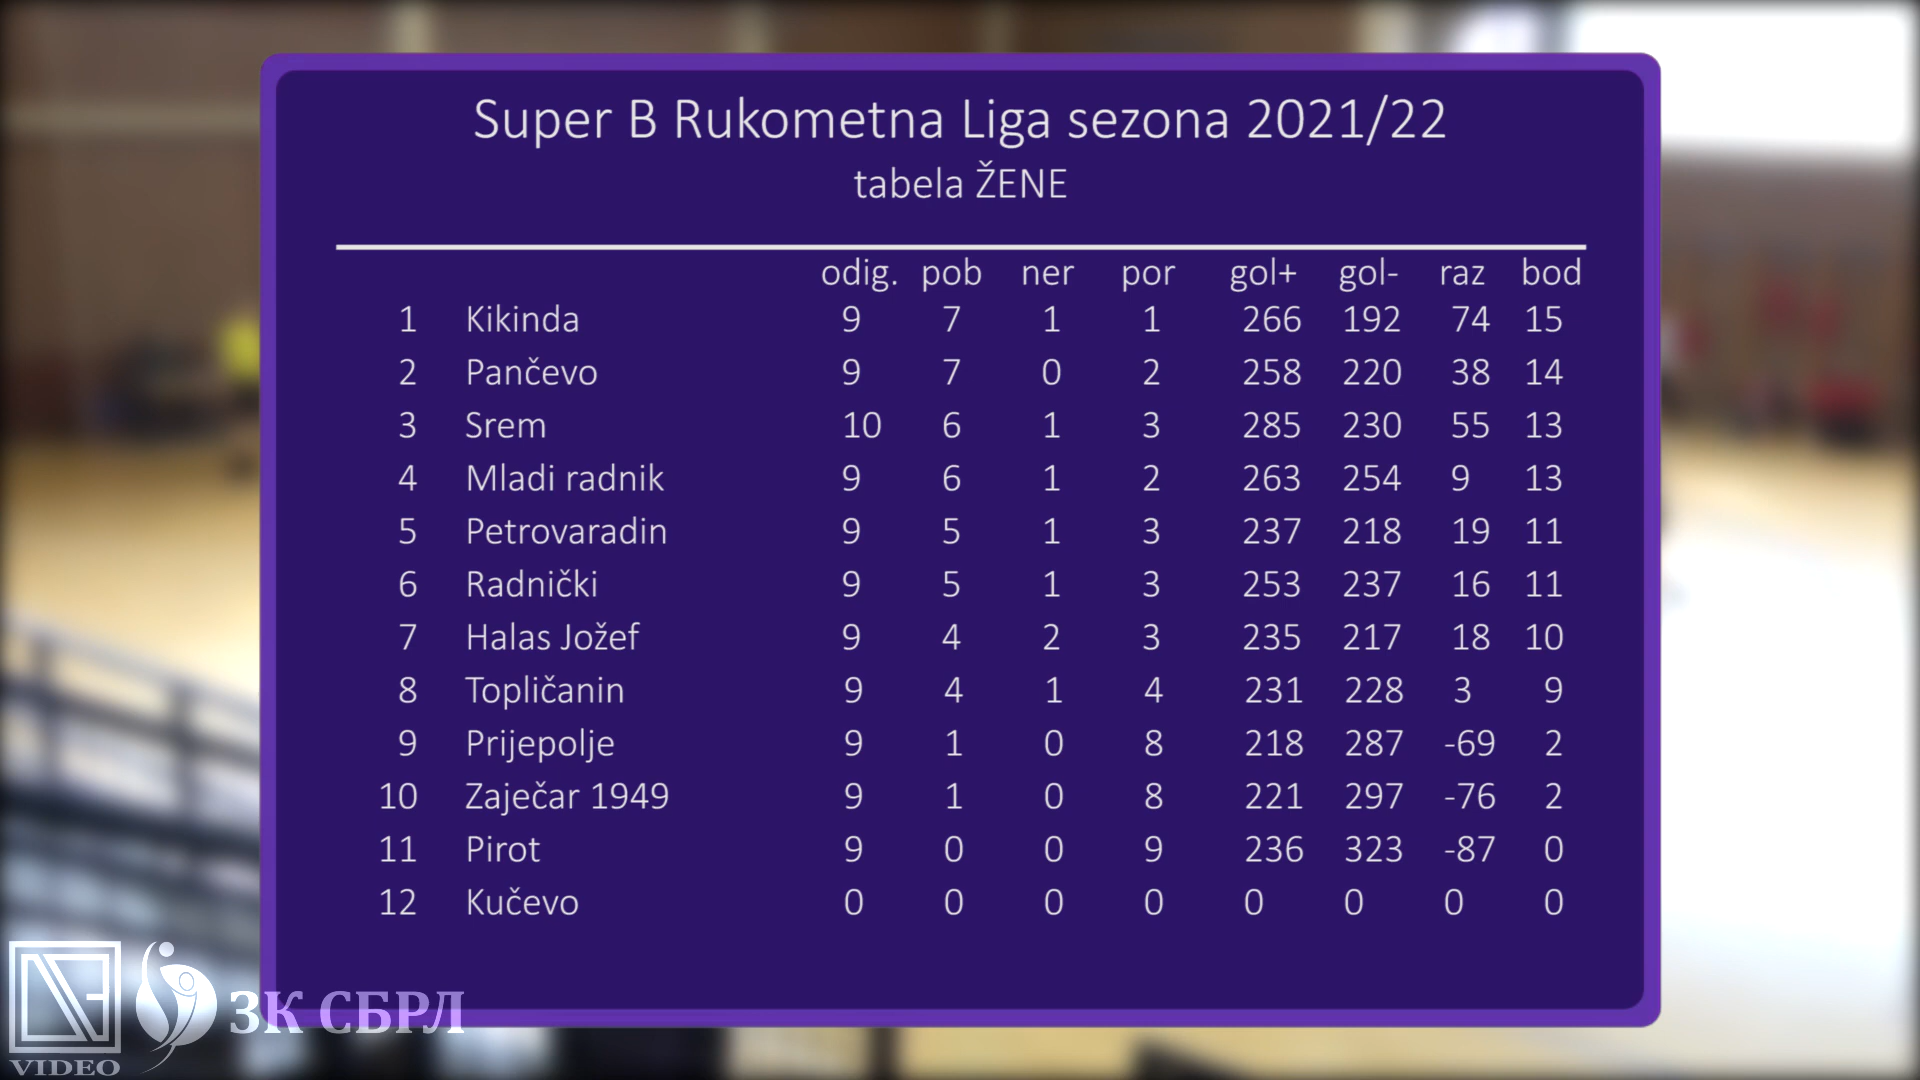 Super B Rukometna Liga sezona 2021/22
tabela ŽENE
odig. pob ner por gol+ gol- raz bod
1 Kikinda 9 7 1 1 266 192 74 15
2 Pančevo 9 7 0 2 258 220 38 14
3 Srem 10 6 1 3 285 230 55 13
4 Mladi radnik 9 6 1 2 263 254 9 13
5 Petrovaradin 9 5 1 3 237 218 19 11
6 Radnički 9 5 1 3 253 237 16 11
7 Halas Jožef 9 4 2 3 235 217 18 10
8 Topličanin 9 4 1 4 231 228 3 9
9 Prijepolje 9 1 0 8 218 287 -69 2
10 Zaječar 1949 9 1 0 8 221 297 -76 2
11 Pirot 9 0 0 9 236 323 -87 0
12 Kučevo 0 0 0 0 0 0 0 0
ЗК СБРЛ
VIDEO